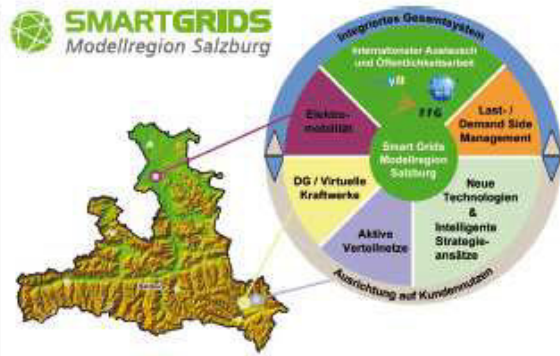 SMARTGRIDS
Modellregion Salzburg
Integriertes Gesamtsystem
Internationaler Austausch
und Öffentlichkeitsarbeit
FFG
Elektro-
mobilität
Last- /
Demand Side
Management
Smart Grids
Modellregion
Salzburg
DG / Virtuelle
Kraftwerke
Neue
Technologien
&
Intelligente
Strategie-
ansätze
Aktive
Verteilnetze
Ausrichtung auf Kundennutzen